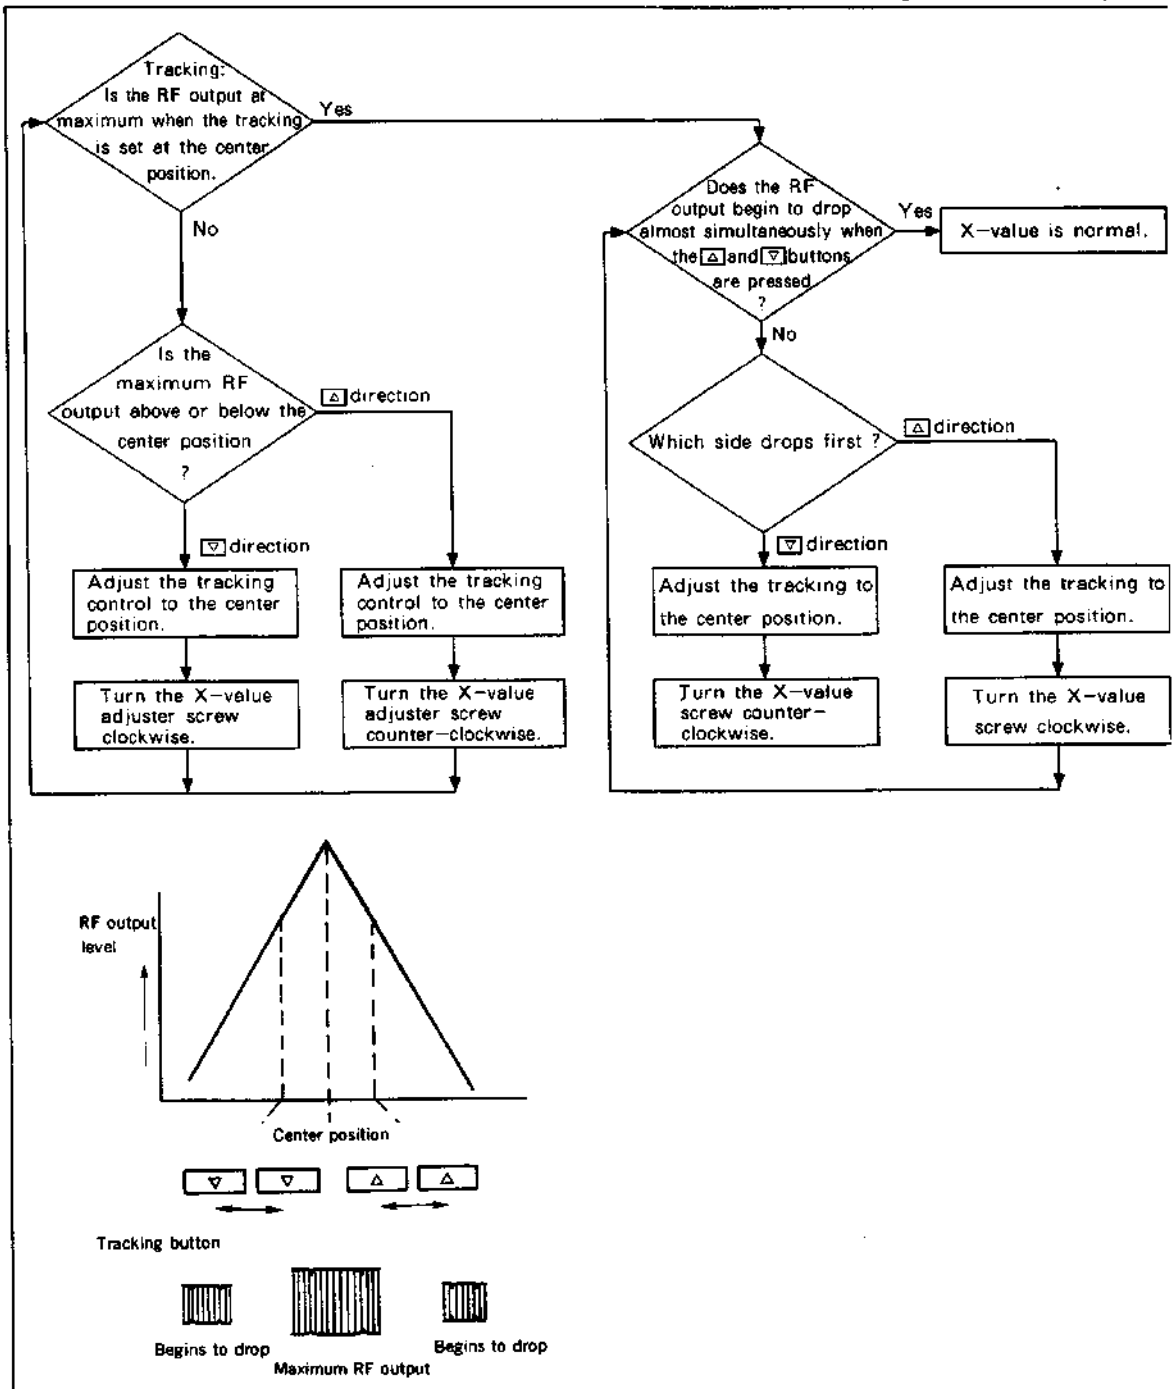 Tracking:
Is the RF output at
maximum when the tracking
is set at the center
position.
Yes
No
Is the
maximum RF
output above or below the
center position
?
△ direction
▽ direction
Adjust the tracking
control to the center
position.
Adjust the tracking
control to the center
position.
Turn the X-value
adjuster screw
clockwise.
Turn the X-value
adjuster screw
counter-clockwise.
Does the RF
output begin to drop
almost simultaneously when
the △ and ▽ buttons
are pressed
?
Yes
X-value is normal.
No
Which side drops first ?
△ direction
▽ direction
Adjust the tracking to
the center position.
Adjust the tracking to
the center position.
Turn the X-value
screw counter-
clockwise.
Turn the X-value
screw clockwise.
RF output
level
Center position
▽ ▽ △ △
Tracking button
Begins to drop
Maximum RF output
Begins to drop